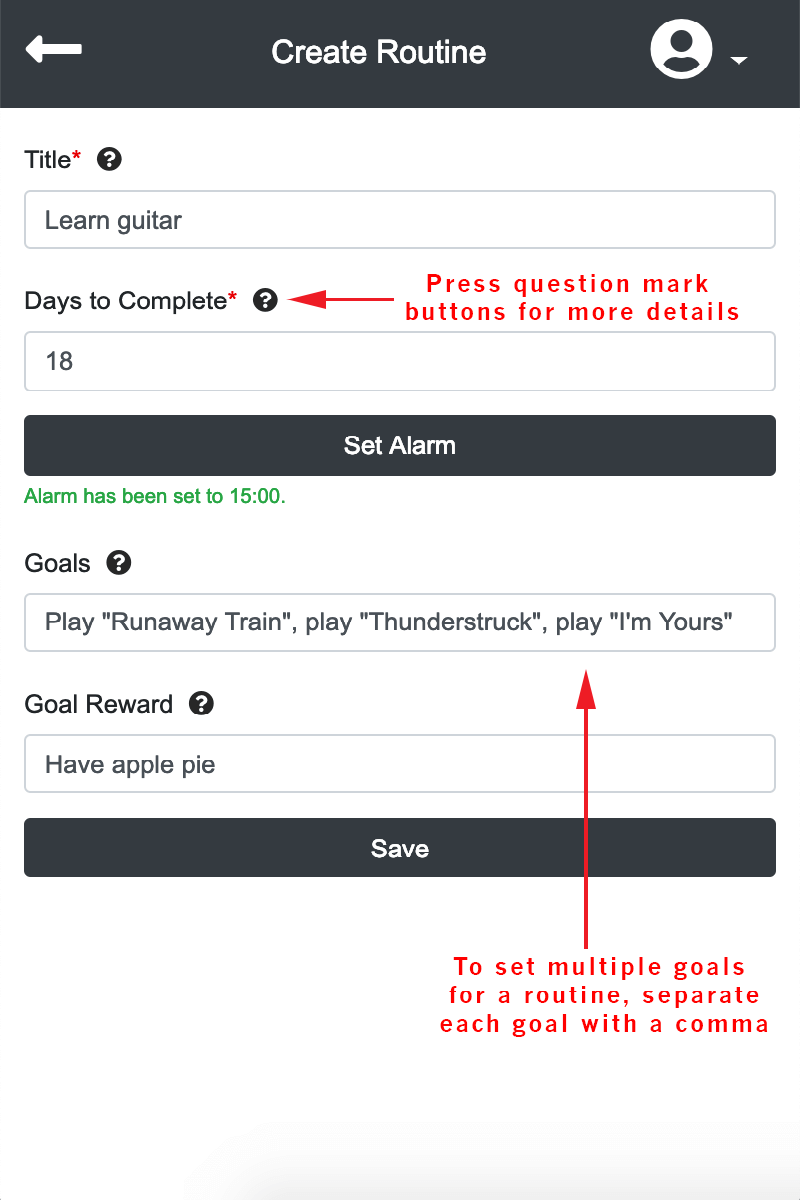 Create Routine
Title*
Learn guitar
Days to Complete*
Press question mark
buttons for more details
18
Set Alarm
Alarm has been set to 15:00.
Goals
Play "Runaway Train", play "Thunderstruck", play "I'm Yours"
Goal Reward
Have apple pie
Save
To set multiple goals
for a routine, separate
each goal with a comma